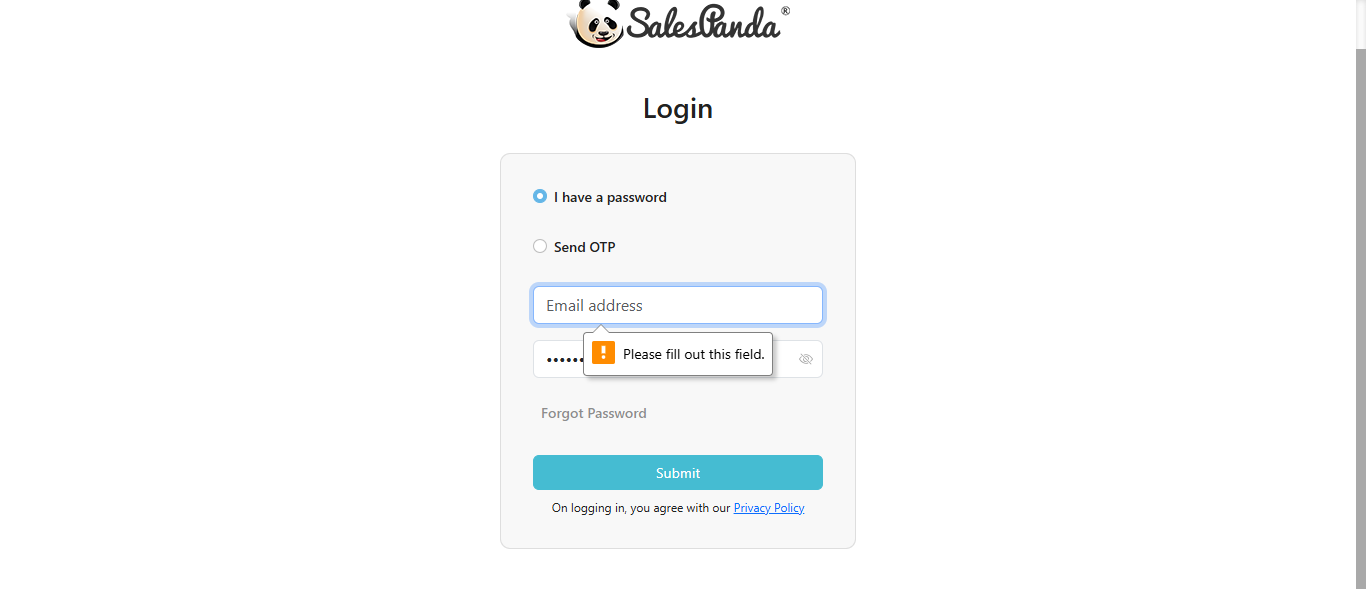 SalesPanda®
Login
I have a password
Send OTP
Email address
Please fill out this field.
Forgot Password
Submit
On logging in, you agree with our Privacy Policy